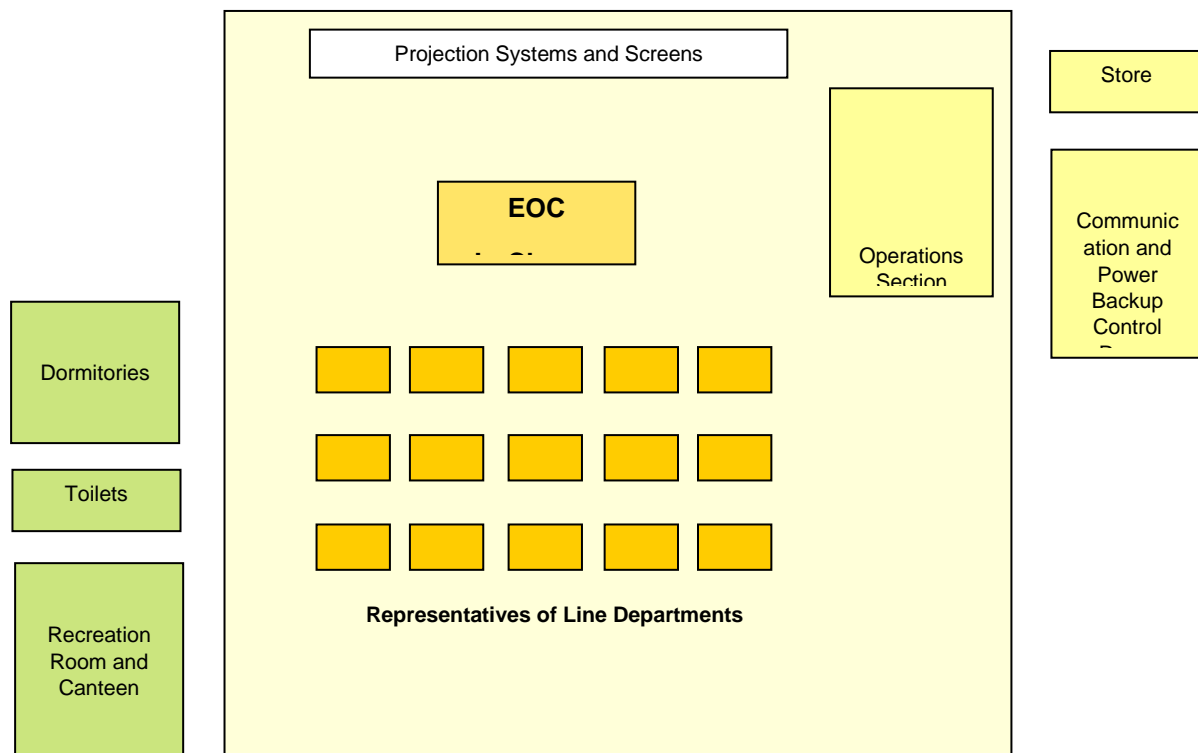 Projection Systems and Screens
Store
EOC
Operations
Section
Communic
ation and
Power
Backup
Control
Dormitories
Toilets
Representatives of Line Departments
Recreation
Room and
Canteen